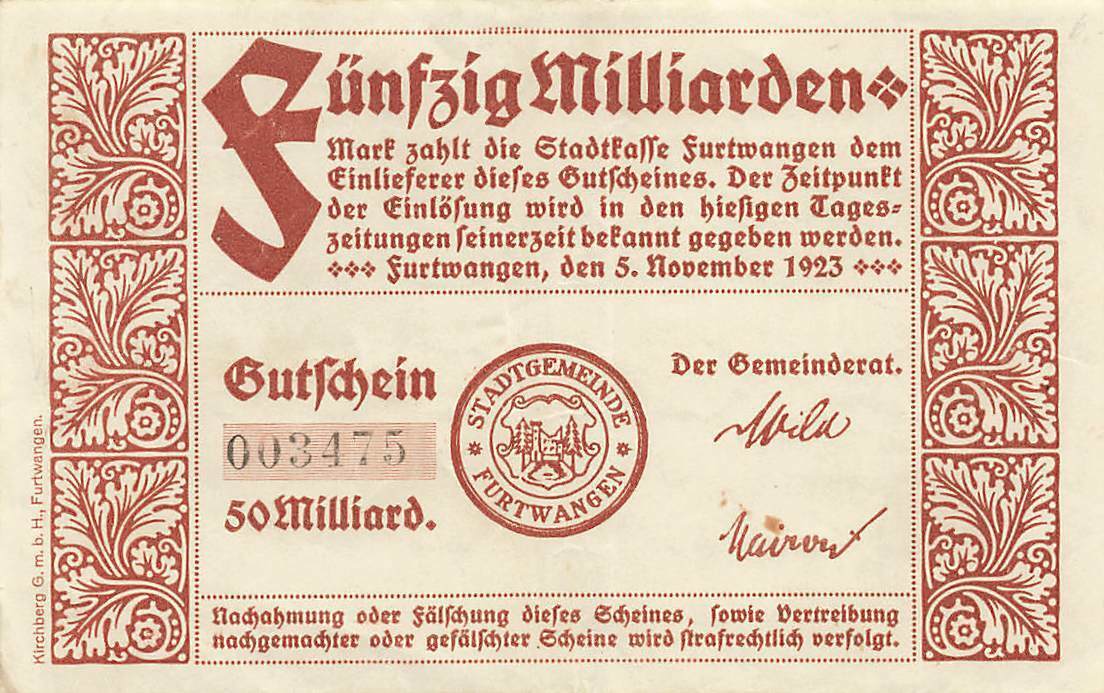 Fünfzig Milliarden
Mark zahlt die Stadtkasse Furtwangen dem
Einlieferer dieses Gutscheines. Der Zeitpunkt
der Einlösung wird in den hiesigen Tages=
zeitungen seinerzeit bekannt gegeben werden.
Furtwangen, den 5. November 1923
Gutschein
003475
50 Milliard.
STADTGEMEINDE
FURTWANGEN
Der Gemeinderat.
Wild
Nachahmung oder Fälschung dieses Scheines, sowie Vertreibung
nachgemachter oder gefälschter Scheine wird strafrechtlich verfolgt.
Kirchberg G. m. b. H., Furtwangen.